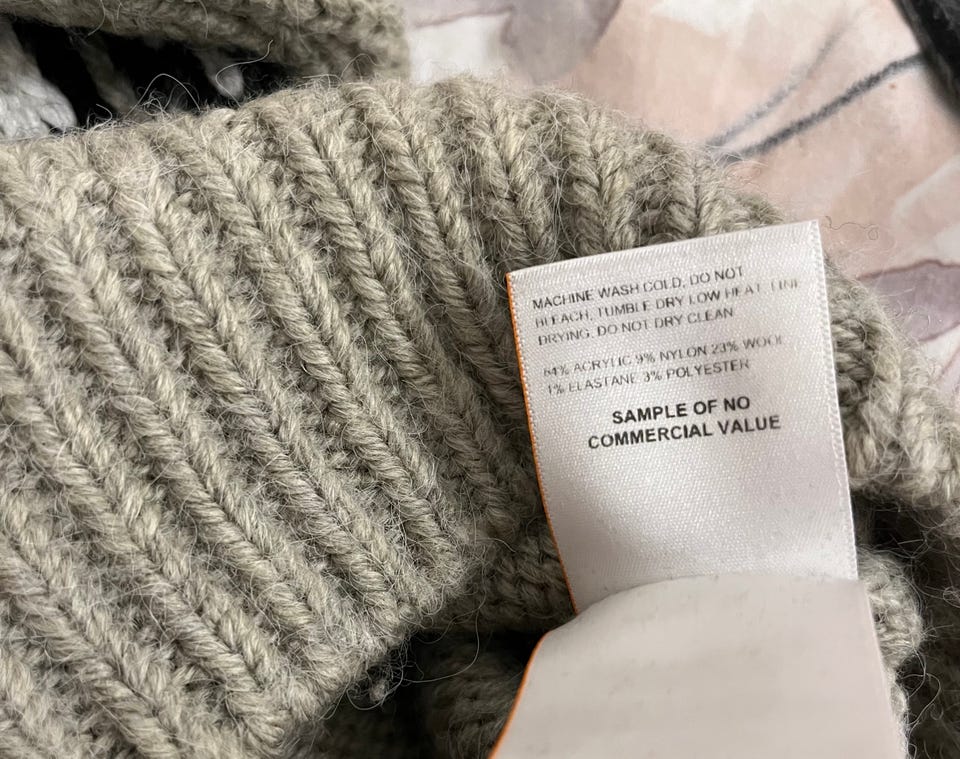 MACHINE WASH COLD, DO NOT
BLEACH, TUMBLE DRY LOW HEAT, LINE
DRYING, DO NOT DRY CLEAN
64% ACRYLIC 9% NYLON 23% WOOL
1% ELASTANE 3% POLYESTER
SAMPLE OF NO
COMMERCIAL VALUE